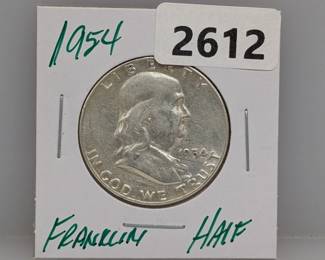 1954
2612
LIBERTY
1954
IN GOD WE TRUST
FRANKLIN HALF